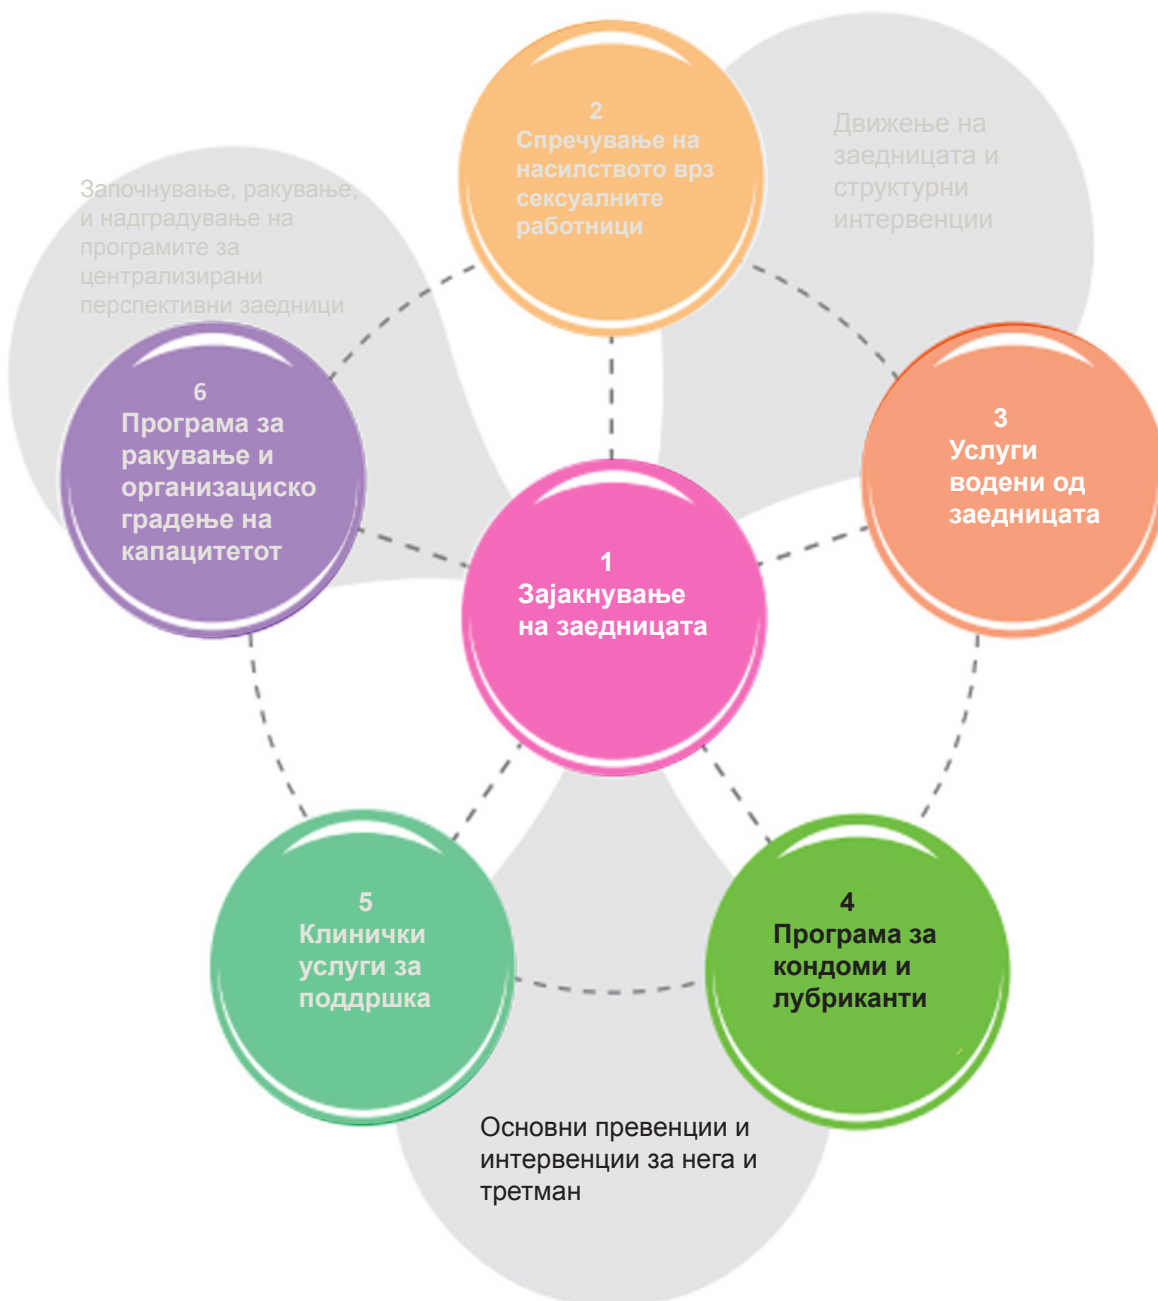 2
Спречување на
насилството врз
сексуалните
работници
Движење на
заедницата и
структурни
интервенции
Започнување, ракување,
и надградување на
програмите за
централизирани
перспективни заедници
6
Програма за
ракување и
организациско
градење на
капацитетот
3
Услуги
водени од
заедницата
1
Зајакнување
на заедницата
5
Клинички
услуги за
поддршка
4
Програма за
кондоми и
лубриканти
Основни превенции и
интервенции за нега и
третман